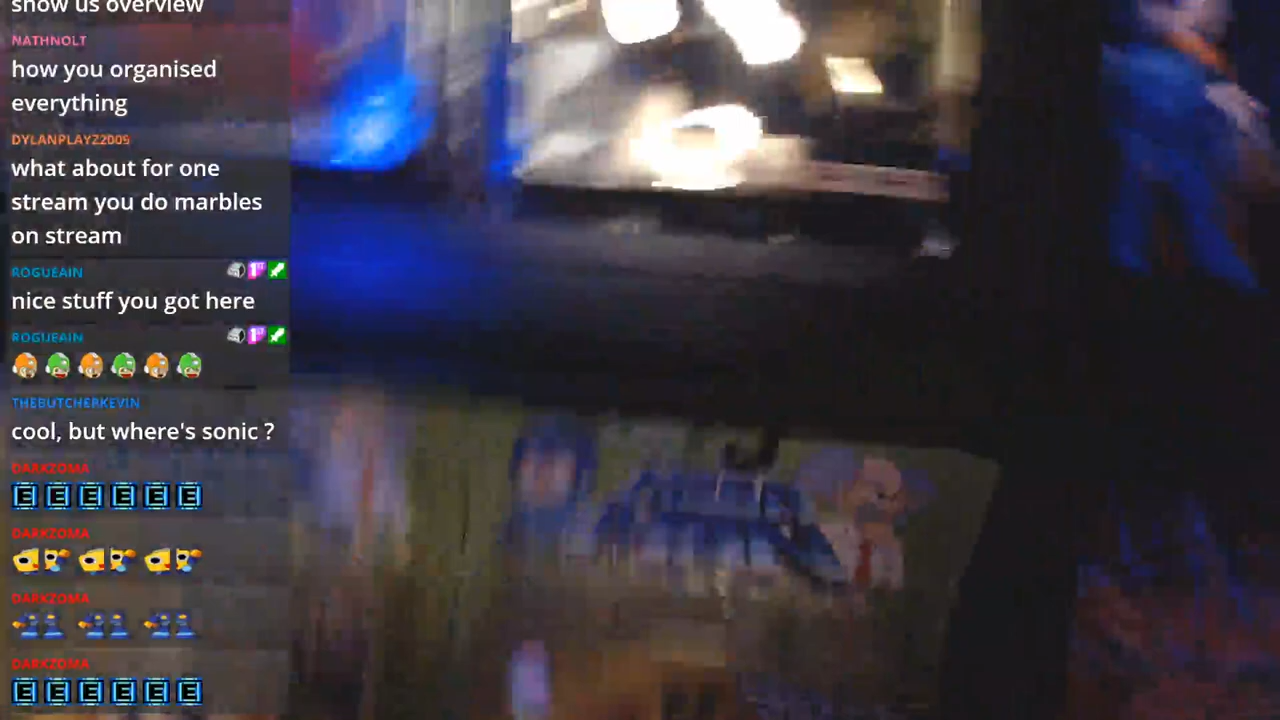 show us overview
NATHNOLT
how you organised
everything
DYLANPLAYZ2005
what about for one
stream you do marbles
on stream
ROGUEAIN
nice stuff you got here
ROGUEAIN
THEBUTCHERKEVIN
cool, but where's sonic ?
DARKZOMA
E E E E E E
DARKZOMA
DARKZOMA
DARKZOMA
E E E E E E